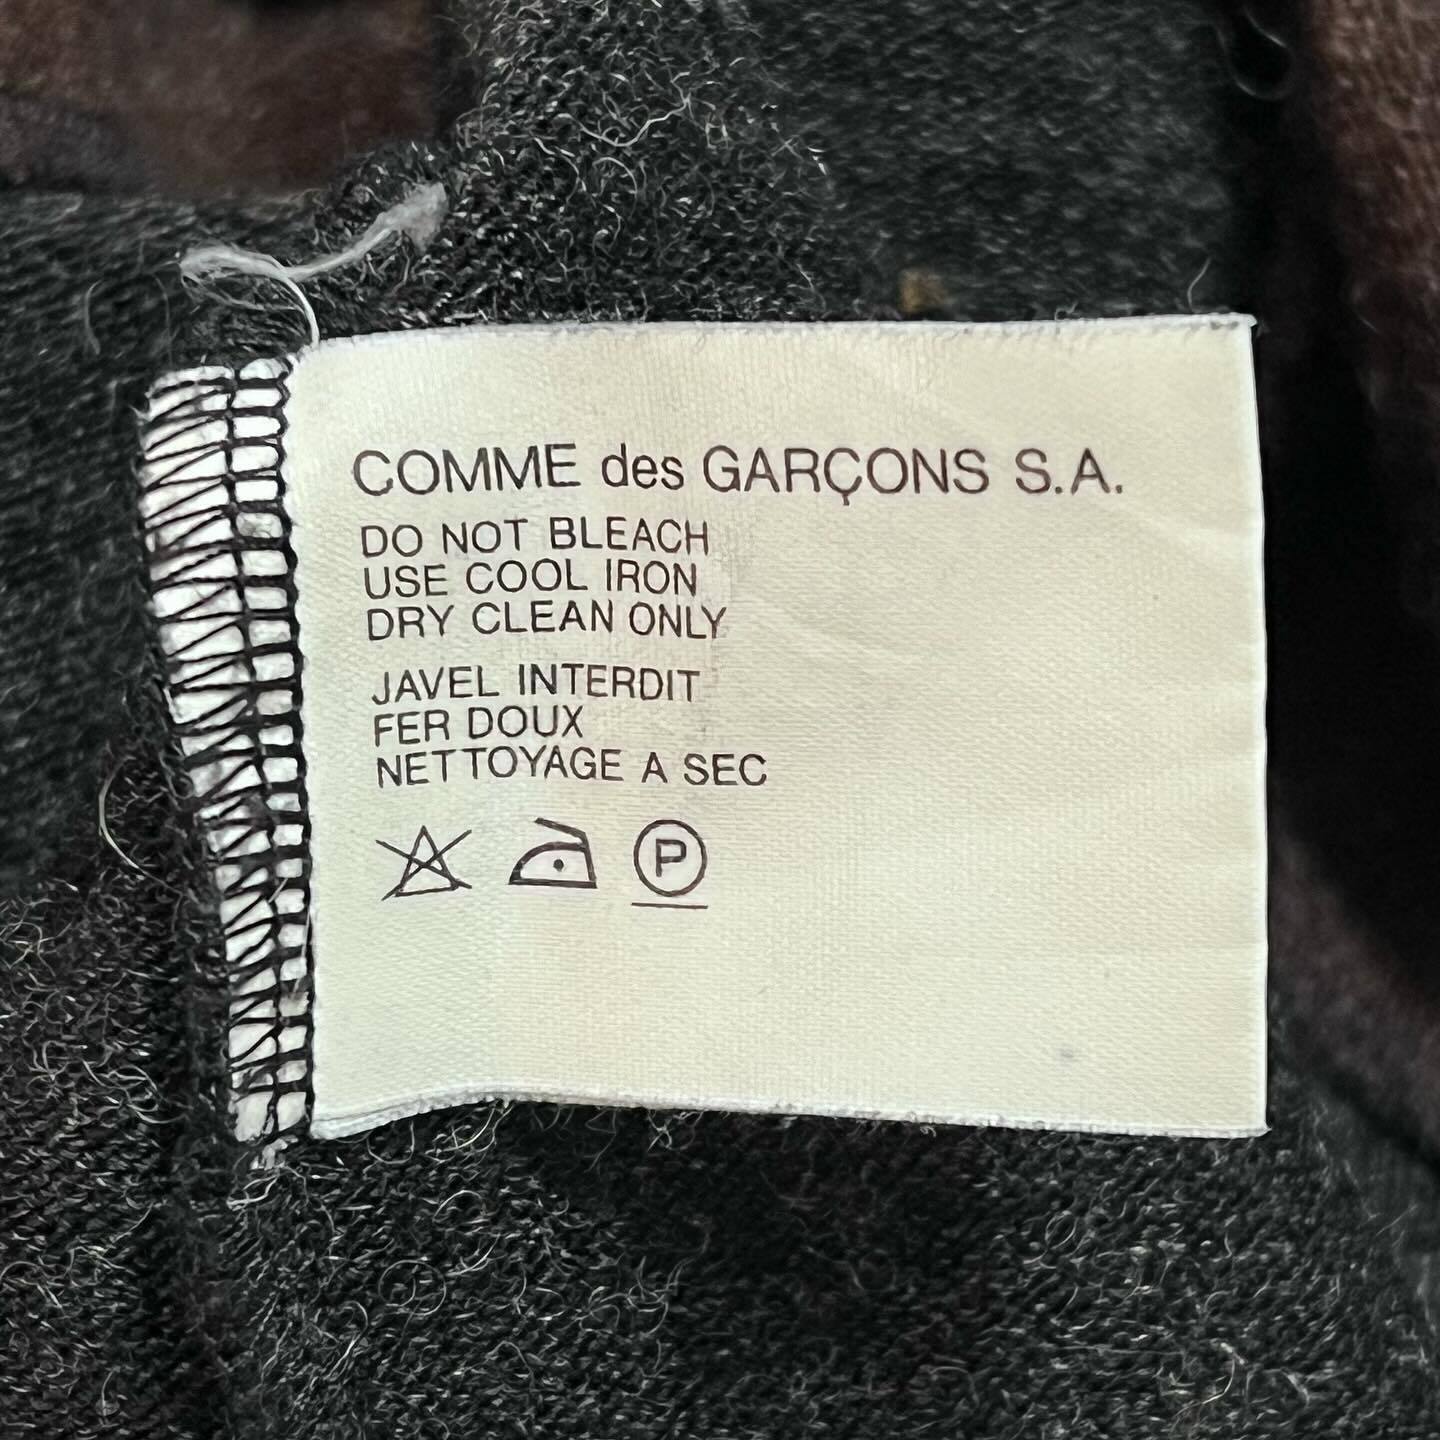 COMME des GARÇONS S.A.
DO NOT BLEACH
USE COOL IRON
DRY CLEAN ONLY
JAVEL INTERDIT
FER DOUX
NETTOYAGE A SEC
P